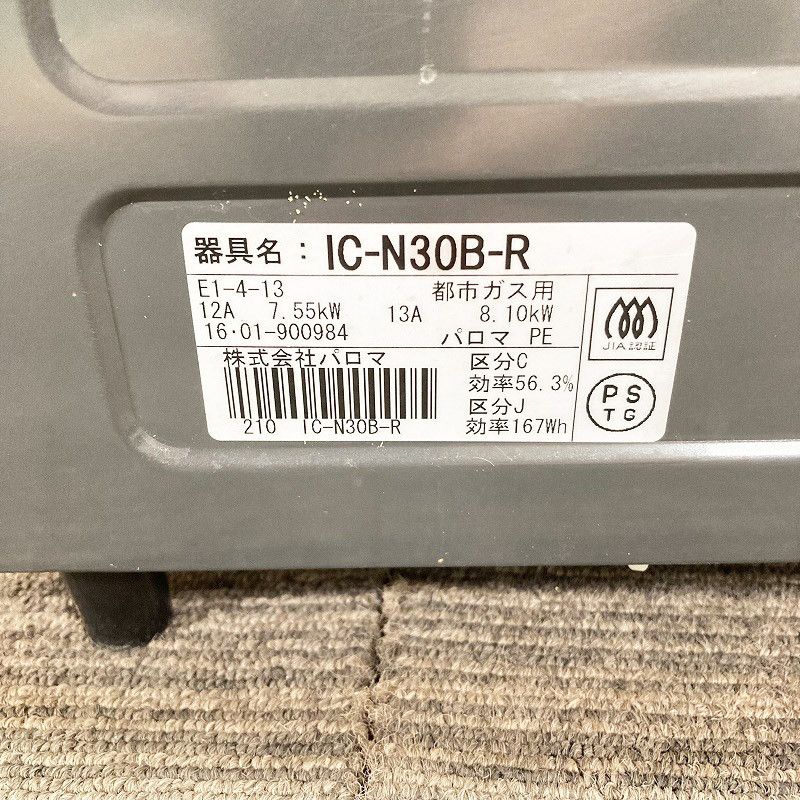 器具名：IC-N30B-R
E1-4-13 都市ガス用
12A 7.55kW 13A 8.10kW
16・01-900984 パロマ PE
株式会社パロマ 区分C
効率56.3%
区分J
210 IC-N30B-R 効率167Wh
JIA認証
PS
TG